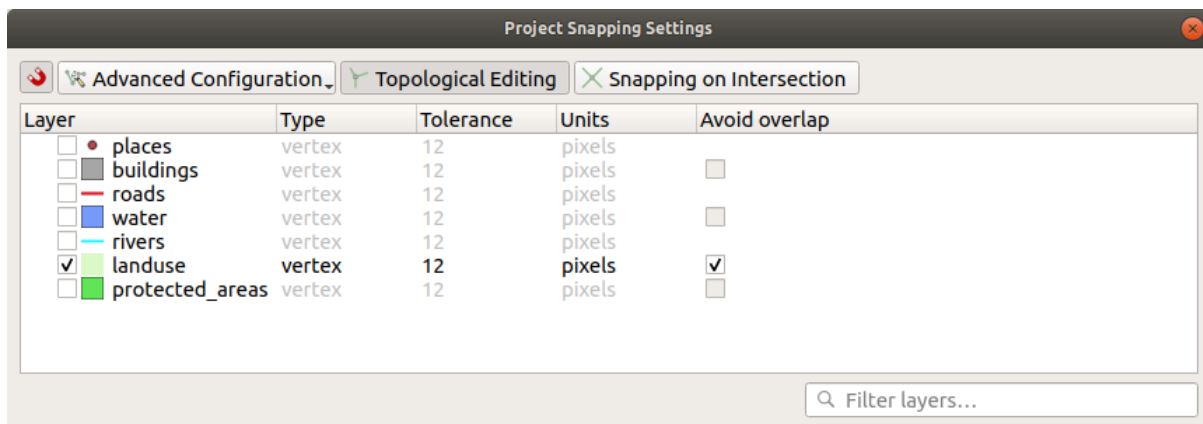 Project Snapping Settings
Advanced Configuration Topological Editing Snapping on Intersection
Layer Type Tolerance Units Avoid overlap
places vertex 12 pixels
buildings vertex 12 pixels
roads vertex 12 pixels
water vertex 12 pixels
rivers vertex 12 pixels
landuse vertex 12 pixels
protected_areas vertex 12 pixels
Filter layers...